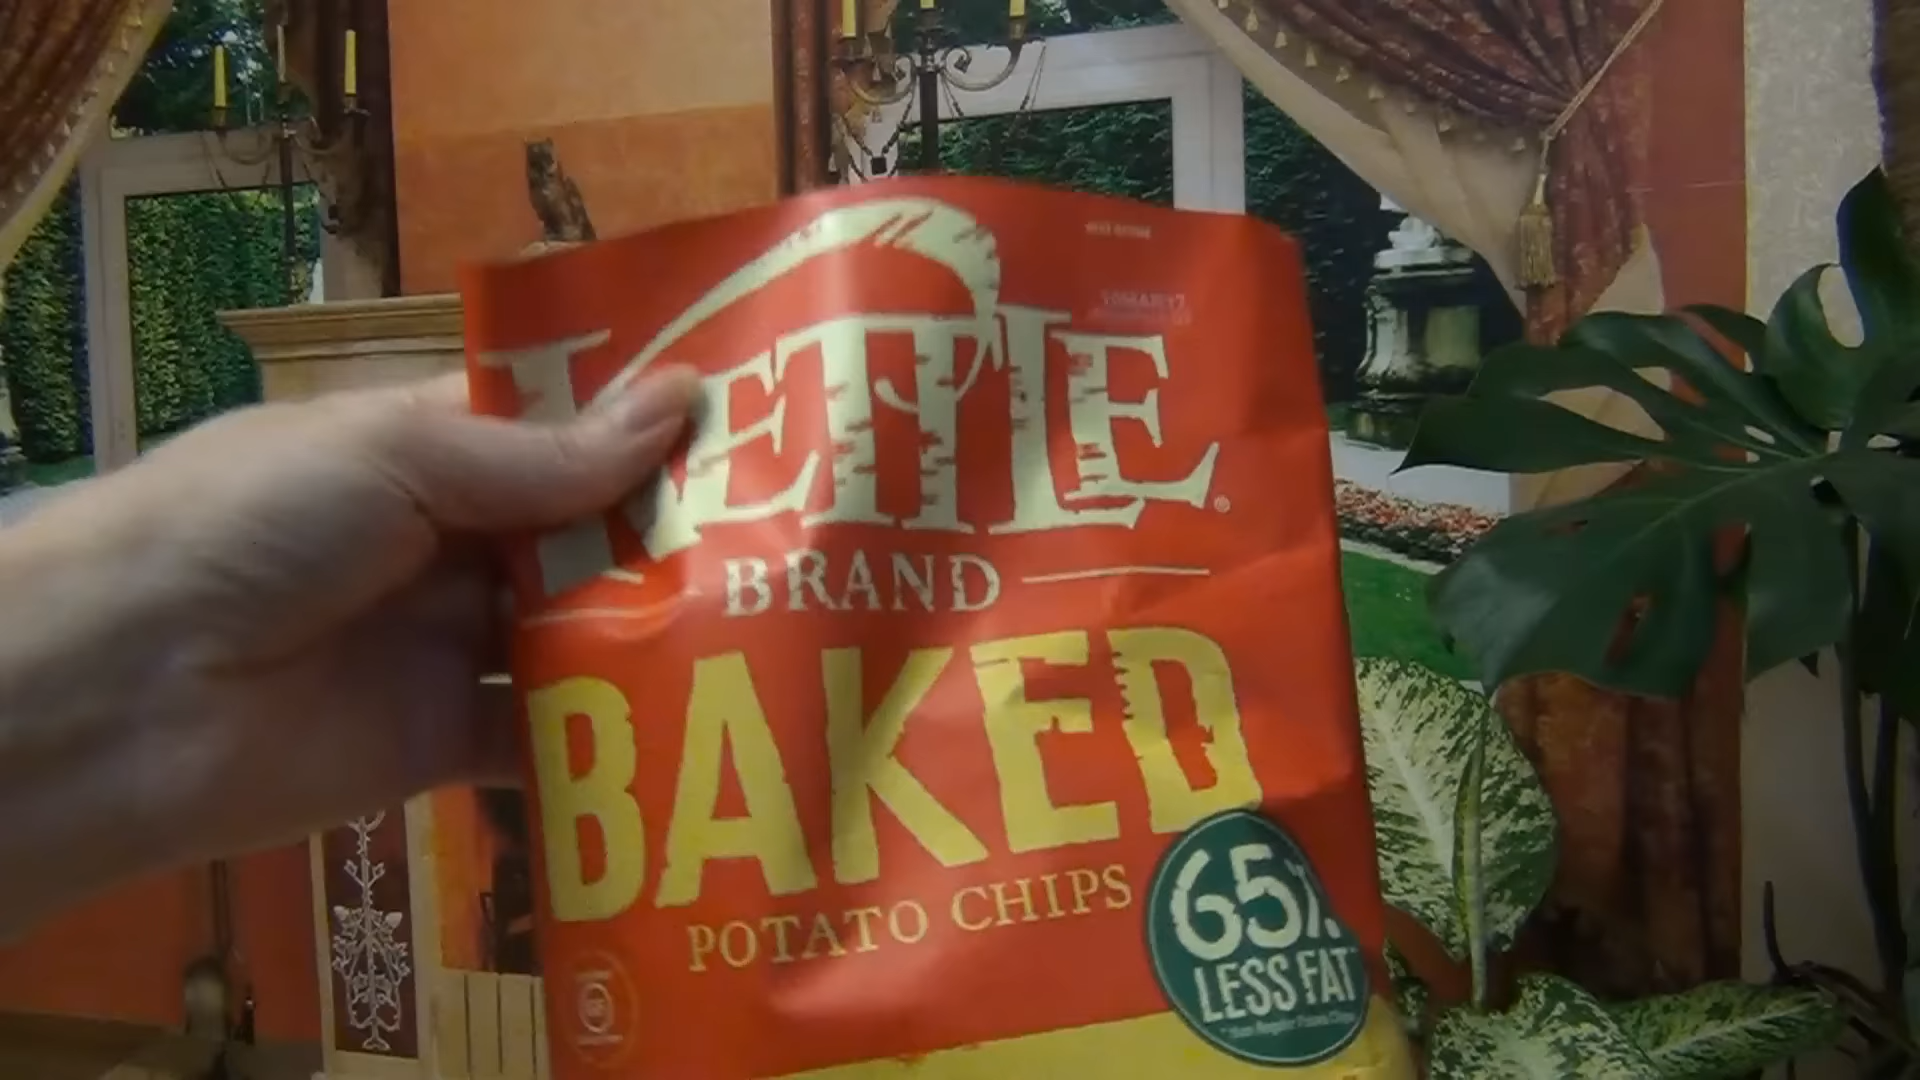 KETTLE®
BRAND
BAKED
POTATO CHIPS
65%
LESS FAT